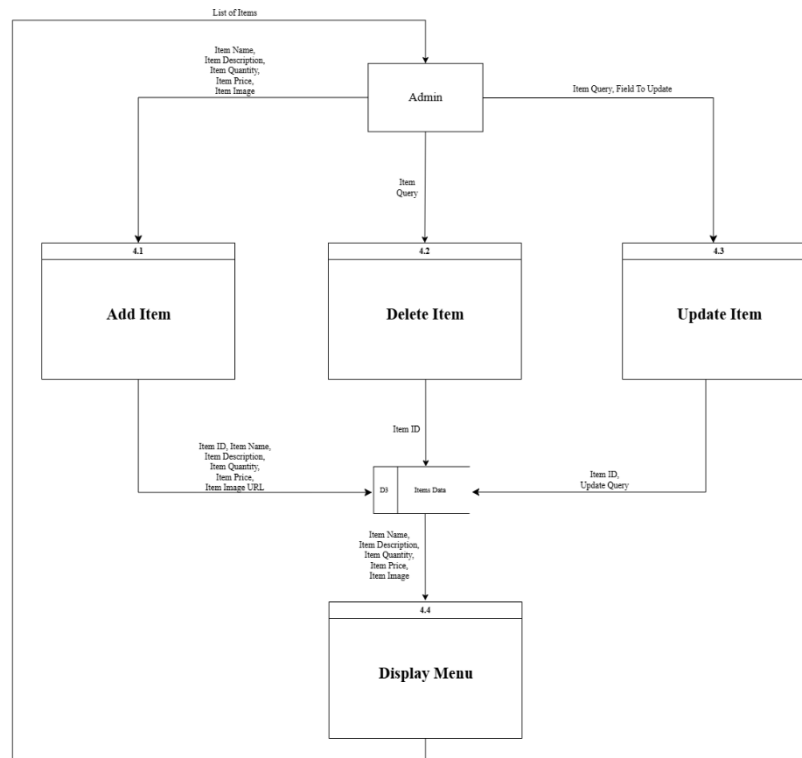 List of Items
Item Name,
Item Description,
Item Quantity,
Item Price,
Item Image
Admin
Item Query, Field To Update
Item
Query
4.1
Add Item
4.2
Delete Item
4.3
Update Item
Item ID, Item Name,
Item Description,
Item Quantity,
Item Price,
Item Image URL
Item ID
Item ID,
Update Query
D3
Items Data
Item Name,
Item Description,
Item Quantity,
Item Price,
Item Image
4.4
Display Menu